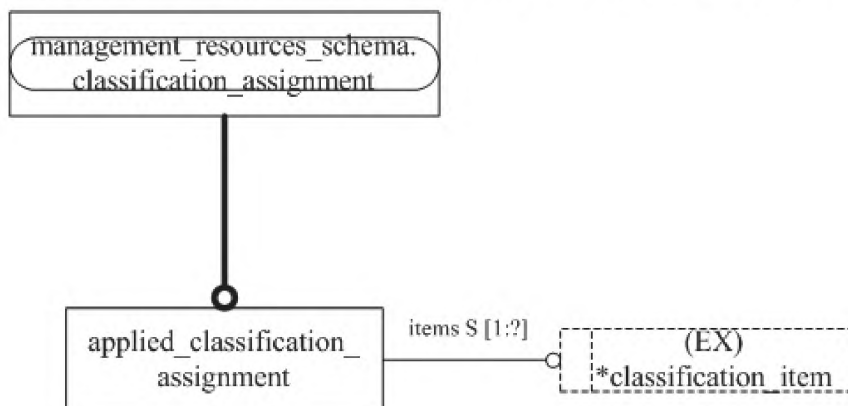 management_resources_schema.
classification_assignment
items S [1:?]
applied_classification_
assignment
(EX)
*classification_item